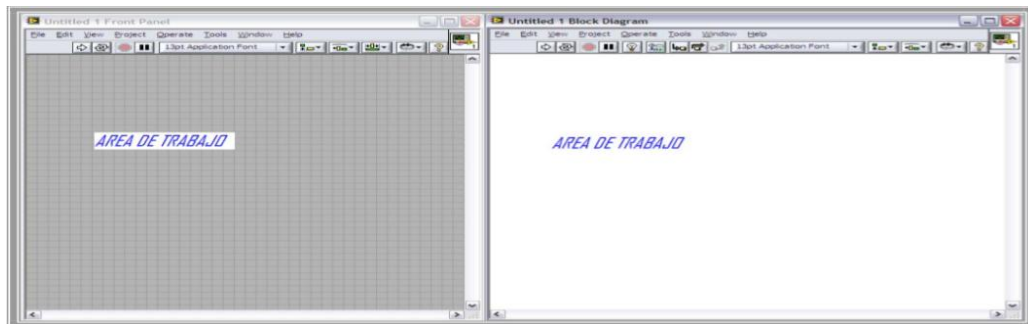 Untitled 1 Front Panel
File Edit View Project Operate Tools Window Help
13pt Application Font
AREA DE TRABAJO
Untitled 1 Block Diagram
File Edit View Project Operate Tools Window Help
13pt Application Font
AREA DE TRABAJO